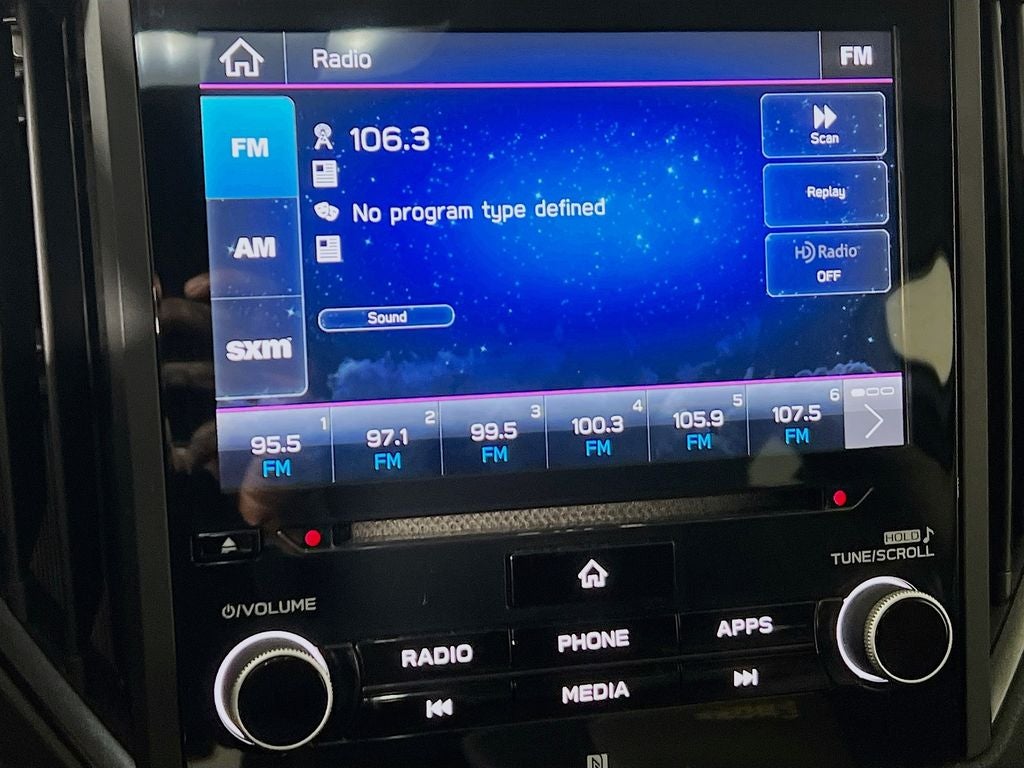 Radio
FM
FM
106.3
Scan
Replay
No program type defined
AM
HD Radio
OFF
Sound
sxm
1
95.5
FM
2
97.1
FM
3
99.5
FM
4
100.3
FM
5
105.9
FM
6
107.5
FM
HOLD
TUNE/SCROLL
/VOLUME
RADIO
PHONE
APPS
MEDIA
N